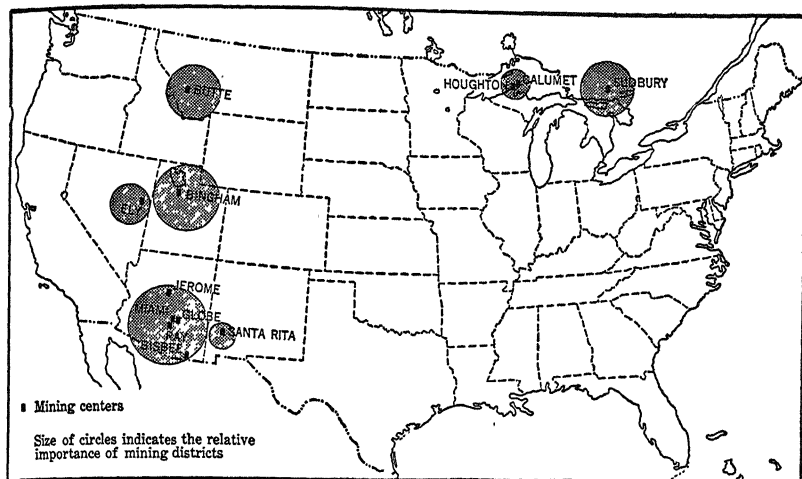 BUTTE
HOUGHTON
CALUMET
SUDBURY
ELY
BINGHAM
JEROME
MIAMI
GLOBE
RAY
SANTA RITA
BISBEE
Mining centers
Size of circles indicates the relative
importance of mining districts